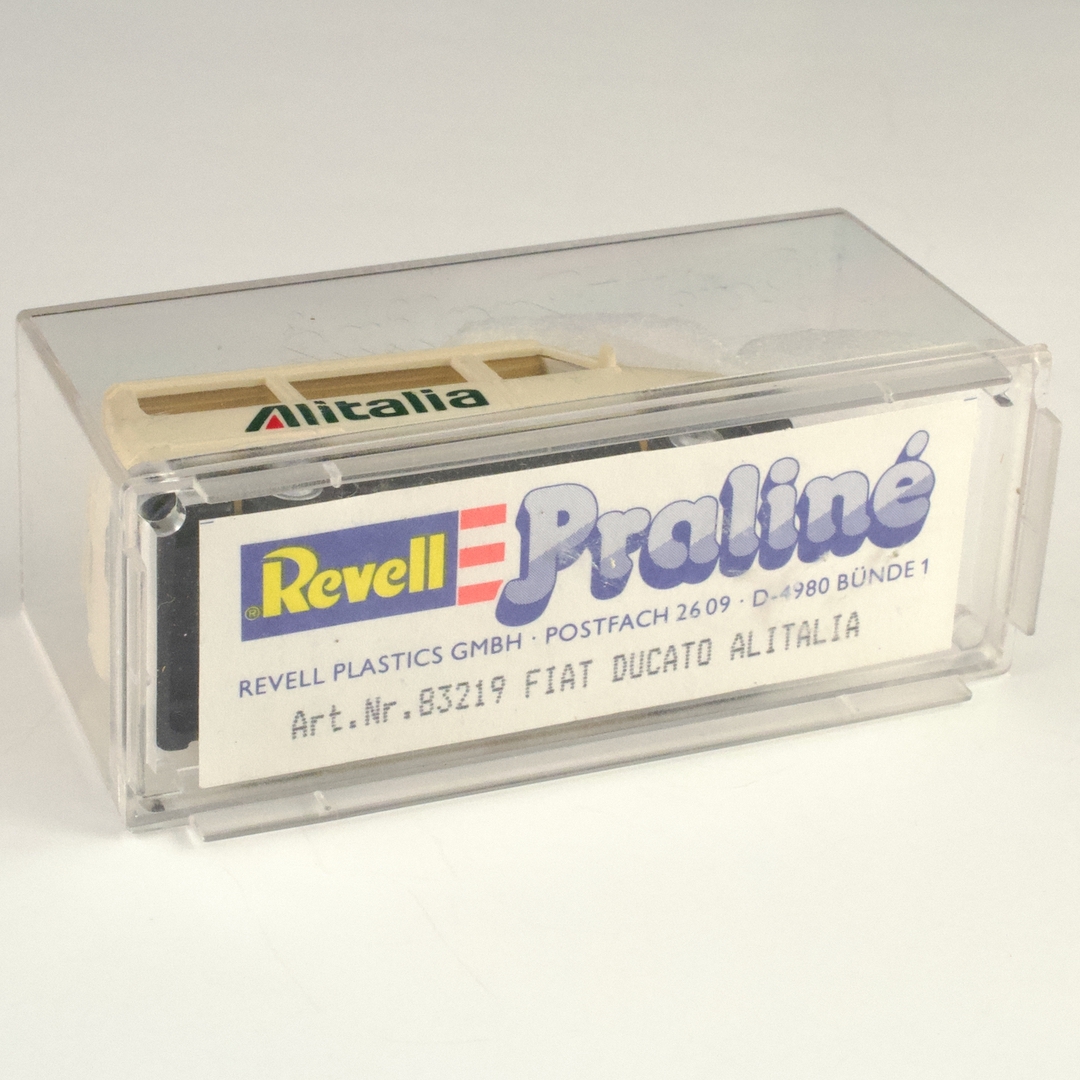 Alitalia
® Revell Praliné
REVELL PLASTICS GMBH · POSTFACH 26 09 · D-4980 BÜNDE 1
Art.Nr.83219 FIAT DUCATO ALITALIA